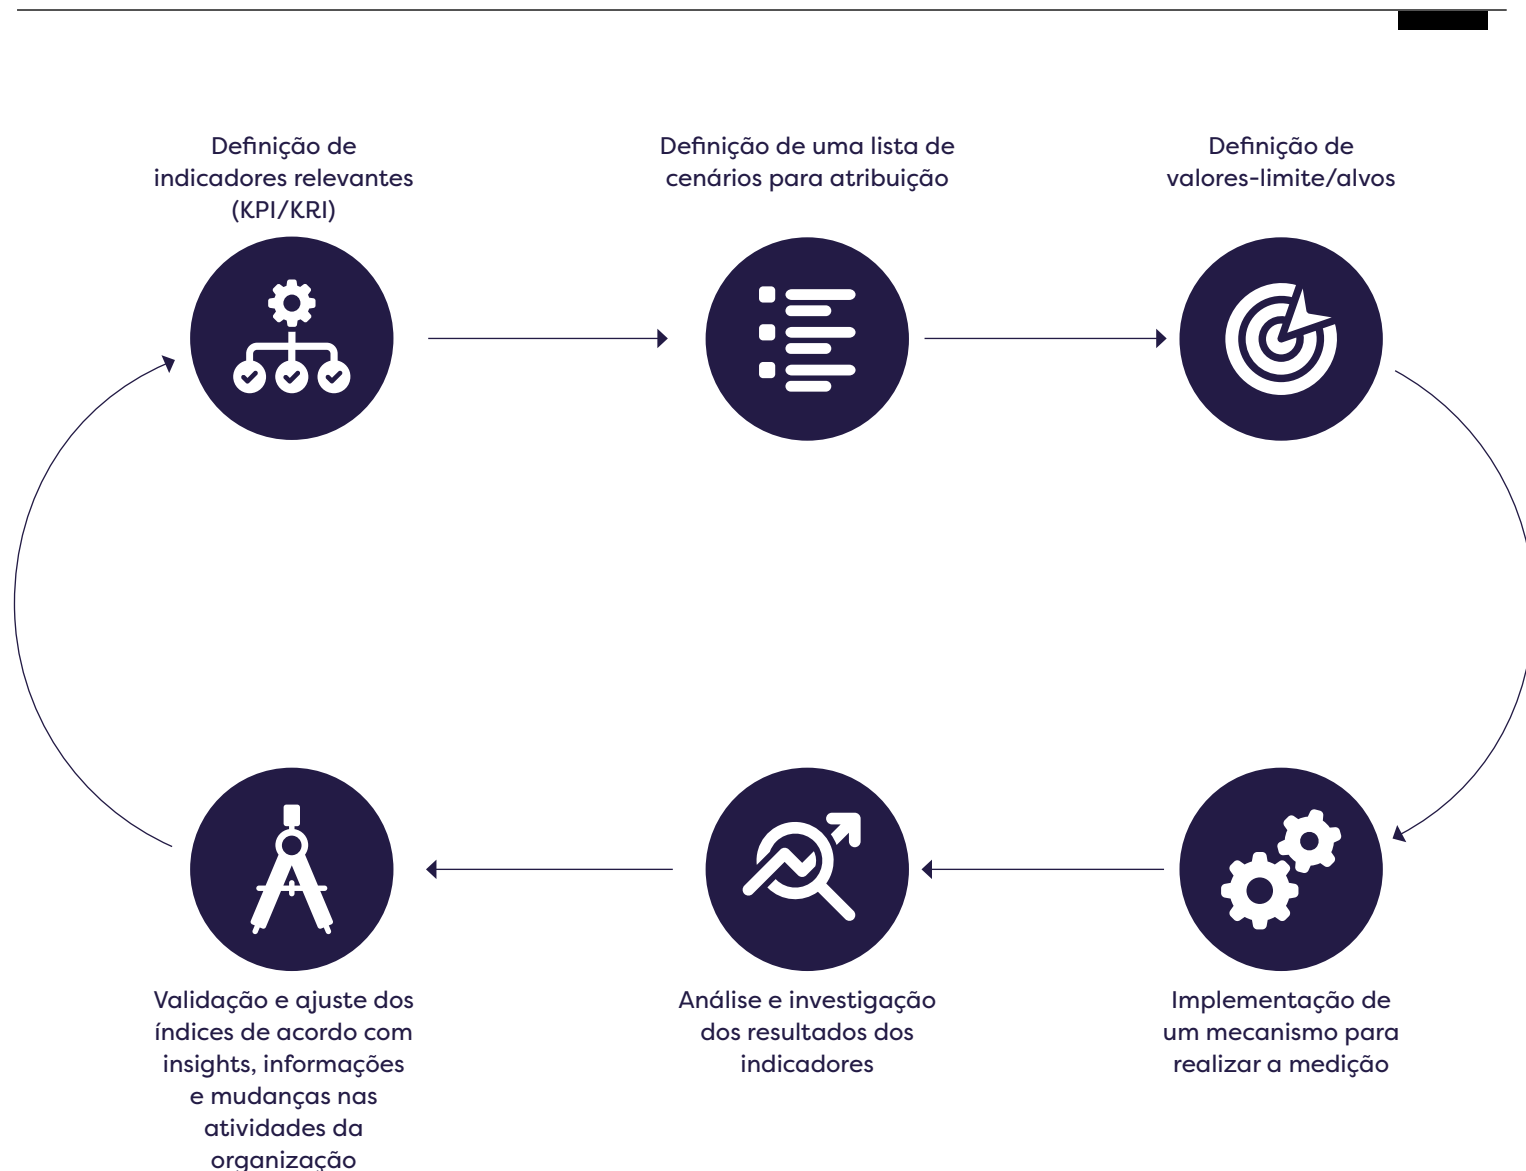 Definição de
indicadores relevantes
(KPI/KRI)
Definição de uma lista de
cenários para atribuição
Definição de
valores-limite/alvos
Validação e ajuste dos
índices de acordo com
insights, informações
e mudanças nas
atividades da
organização
Análise e investigação
dos resultados dos
indicadores
Implementação de
um mecanismo para
realizar a medição